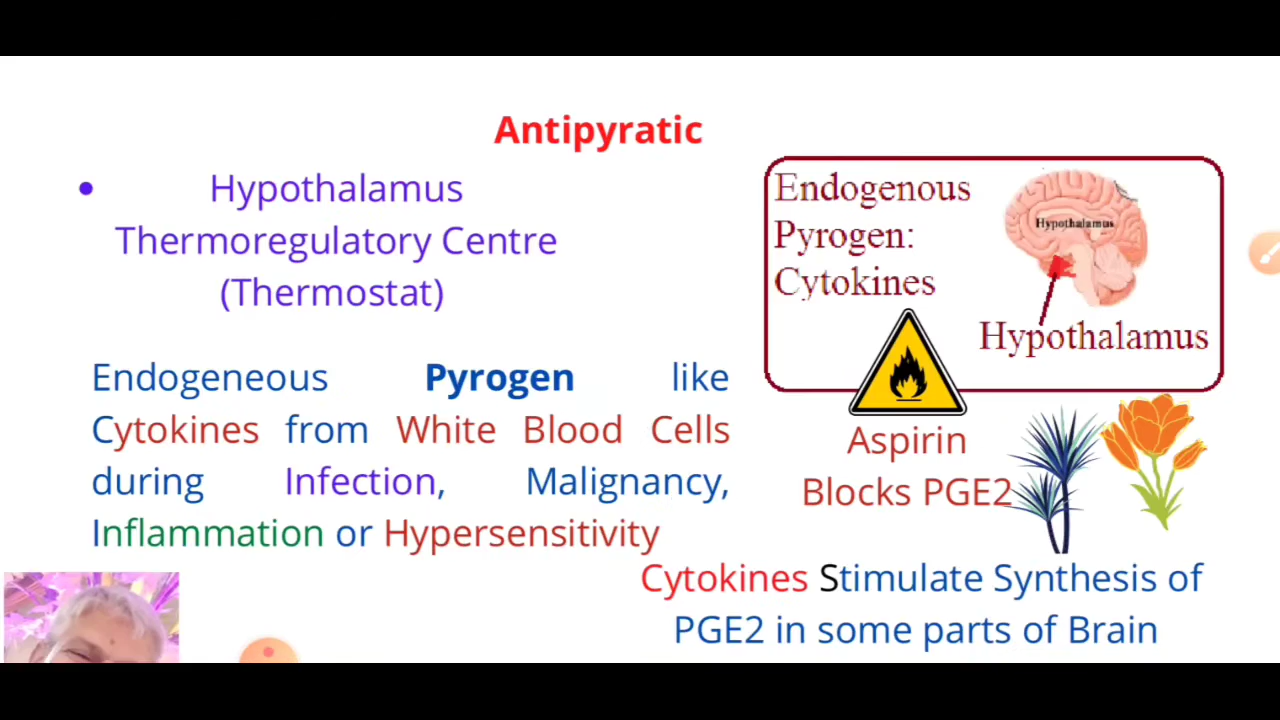 Antipyratic
Hypothalamus
Thermoregulatory Centre
(Thermostat)
Endogeneous Pyrogen like
Cytokines from White Blood Cells
during Infection, Malignancy,
Inflammation or Hypersensitivity
Endogenous
Pyrogen:
Cytokines
Hypothalamus
Hypothalamus
Aspirin
Blocks PGE2
Cytokines Stimulate Synthesis of
PGE2 in some parts of Brain